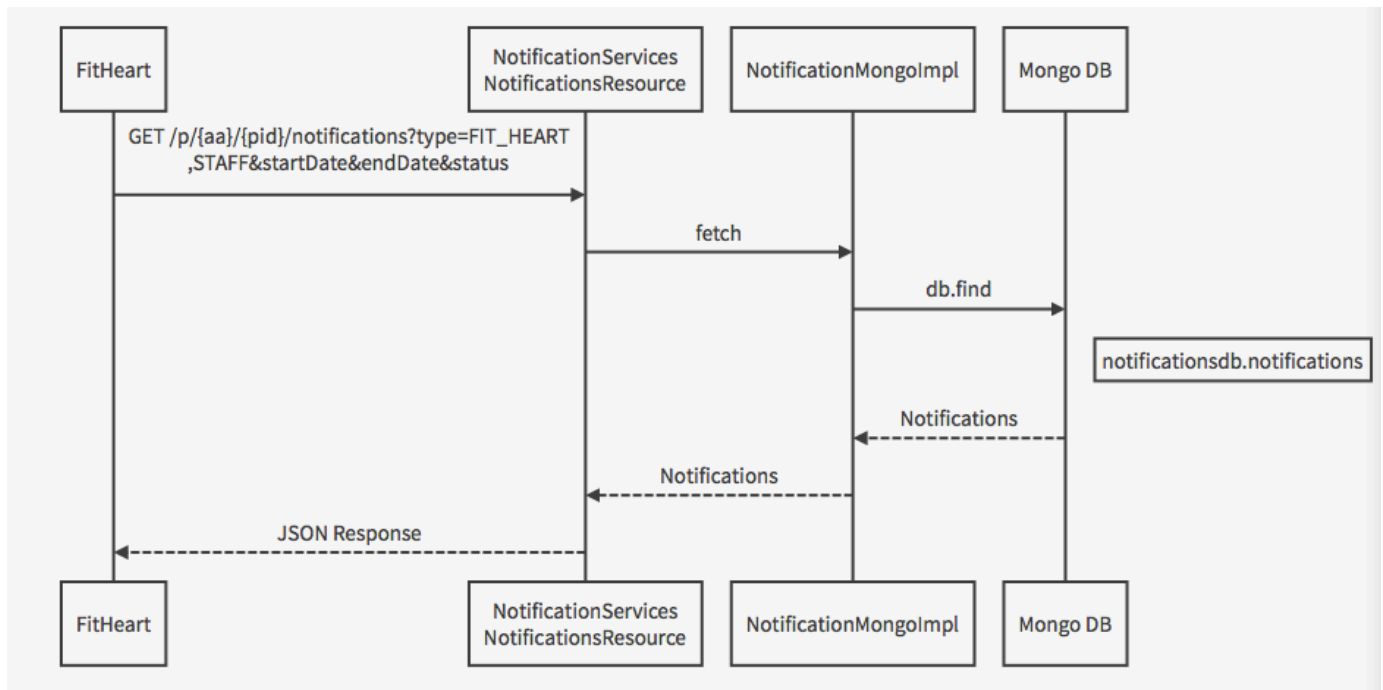 FitHeart
NotificationServices
NotificationsResource
NotificationMongoImpl
Mongo DB
GET /p/{aa}/{pid}/notifications?type=FIT_HEART
,STAFF&startDate&endDate&status
fetch
db.find
notificationsdb.notifications
Notifications
Notifications
JSON Response
FitHeart
NotificationServices
NotificationsResource
NotificationMongoImpl
Mongo DB